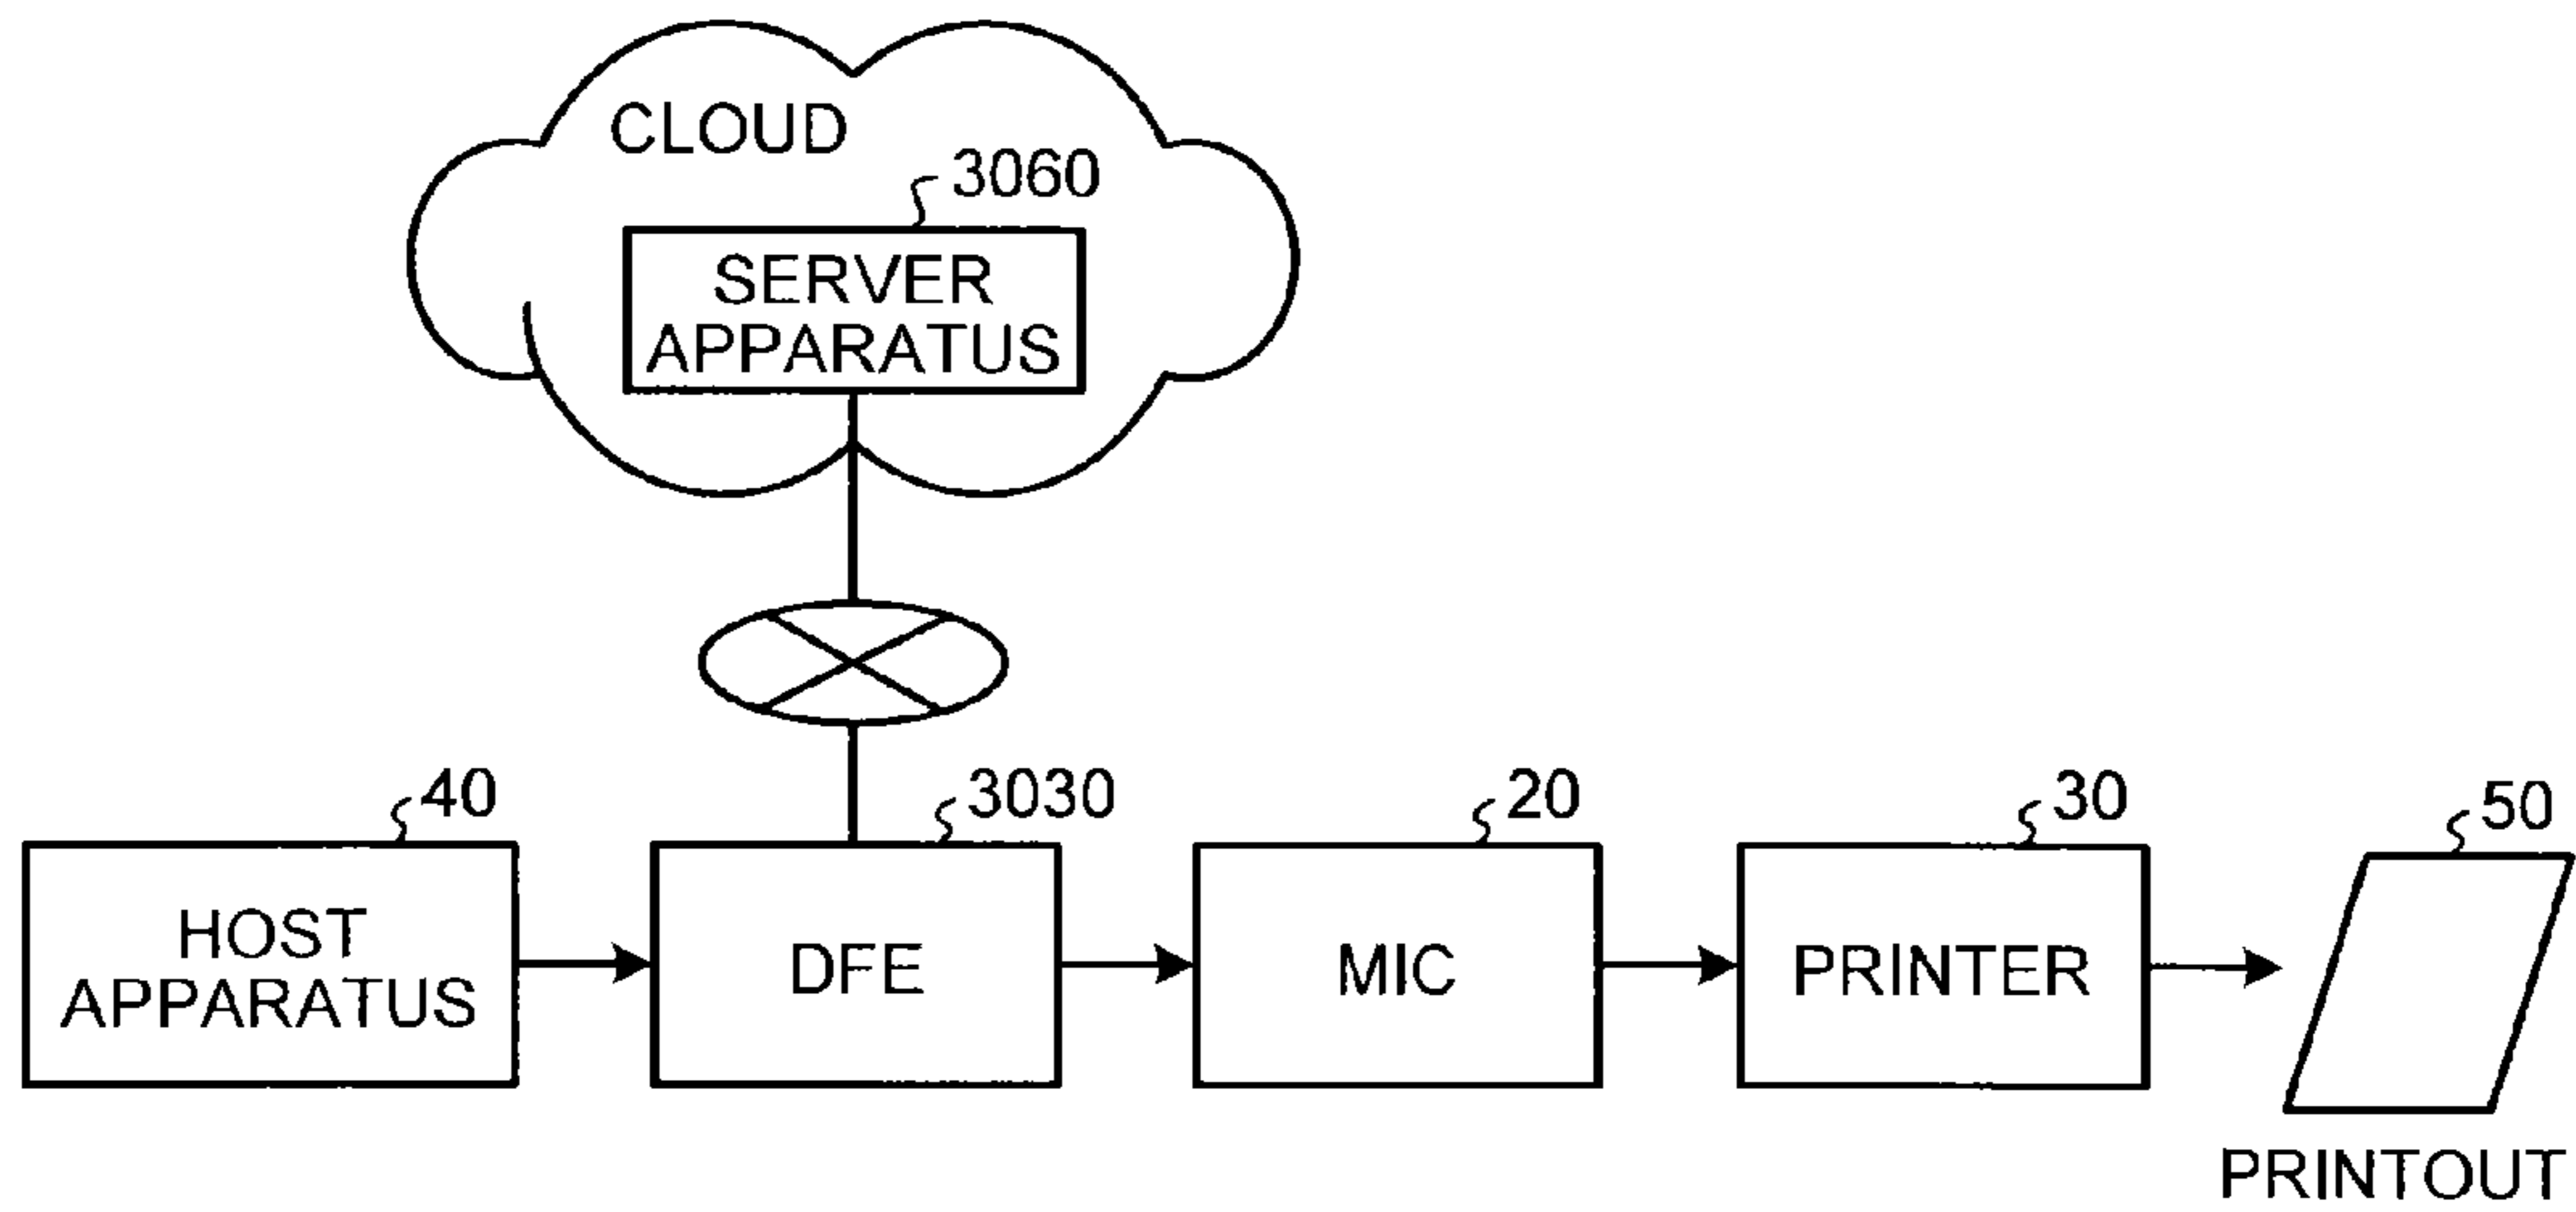 CLOUD
3060
SERVER
APPARATUS
40
3030
20
30
50
HOST
APPARATUS
DFE
MIC
PRINTER
PRINTOUT